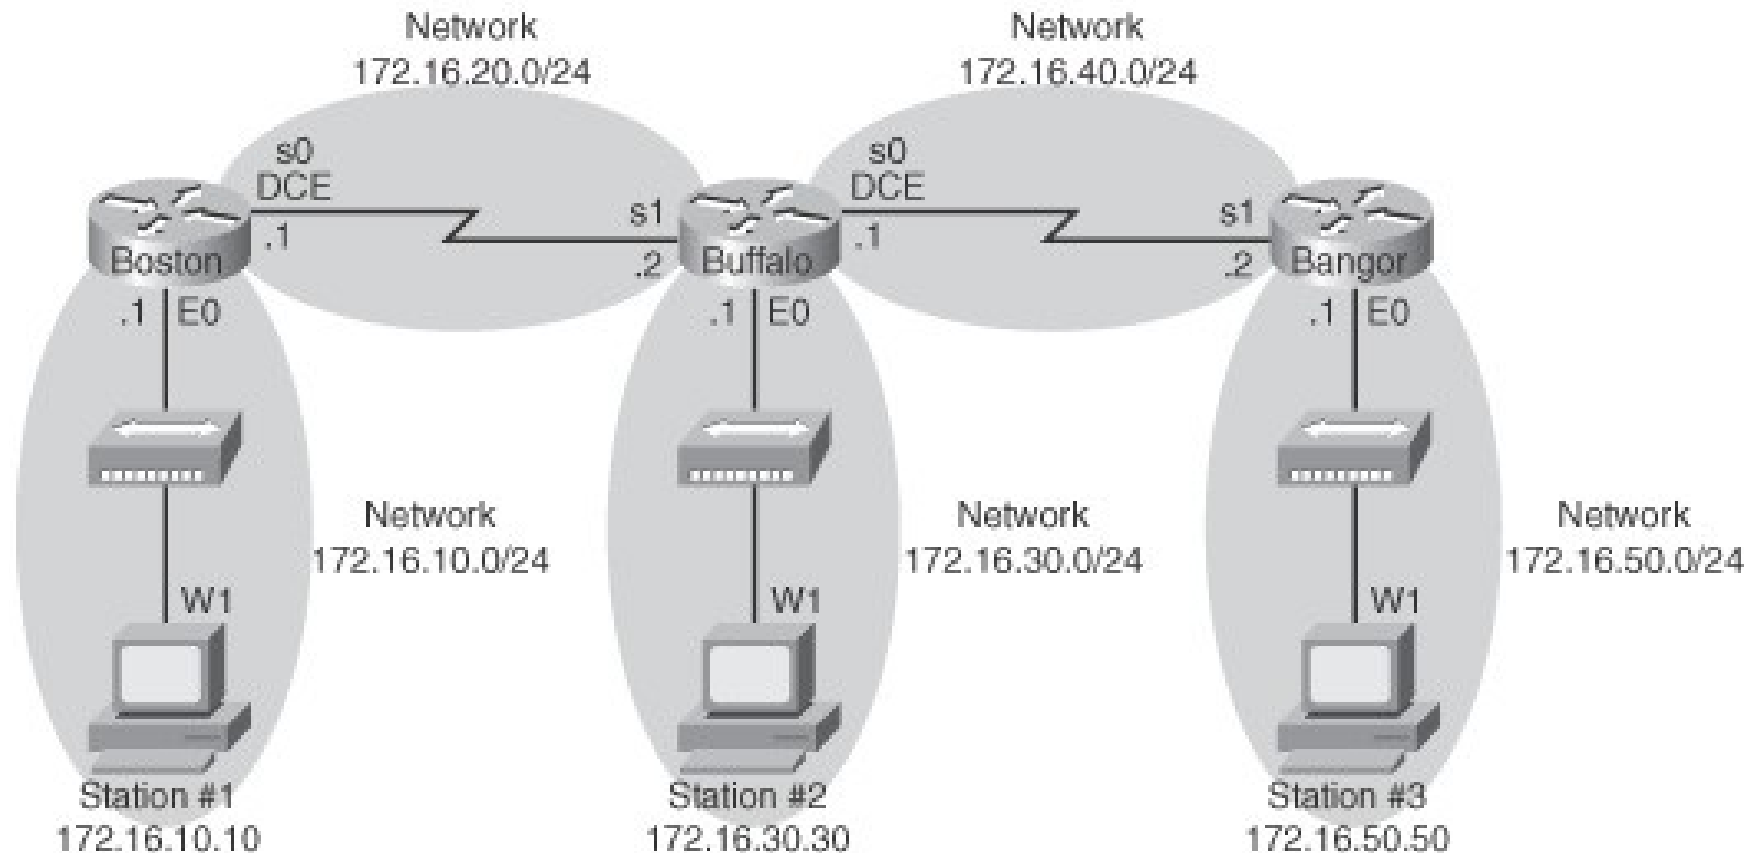 Network
172.16.20.0/24
Network
172.16.40.0/24
s0
DCE
.1
s1
.2
s0
DCE
.1
s1
.2
Boston
Buffalo
Bangor
.1
E0
.1
E0
.1
E0
Network
172.16.10.0/24
Network
172.16.30.0/24
Network
172.16.50.0/24
W1
W1
W1
Station #1
172.16.10.10
Station #2
172.16.30.30
Station #3
172.16.50.50